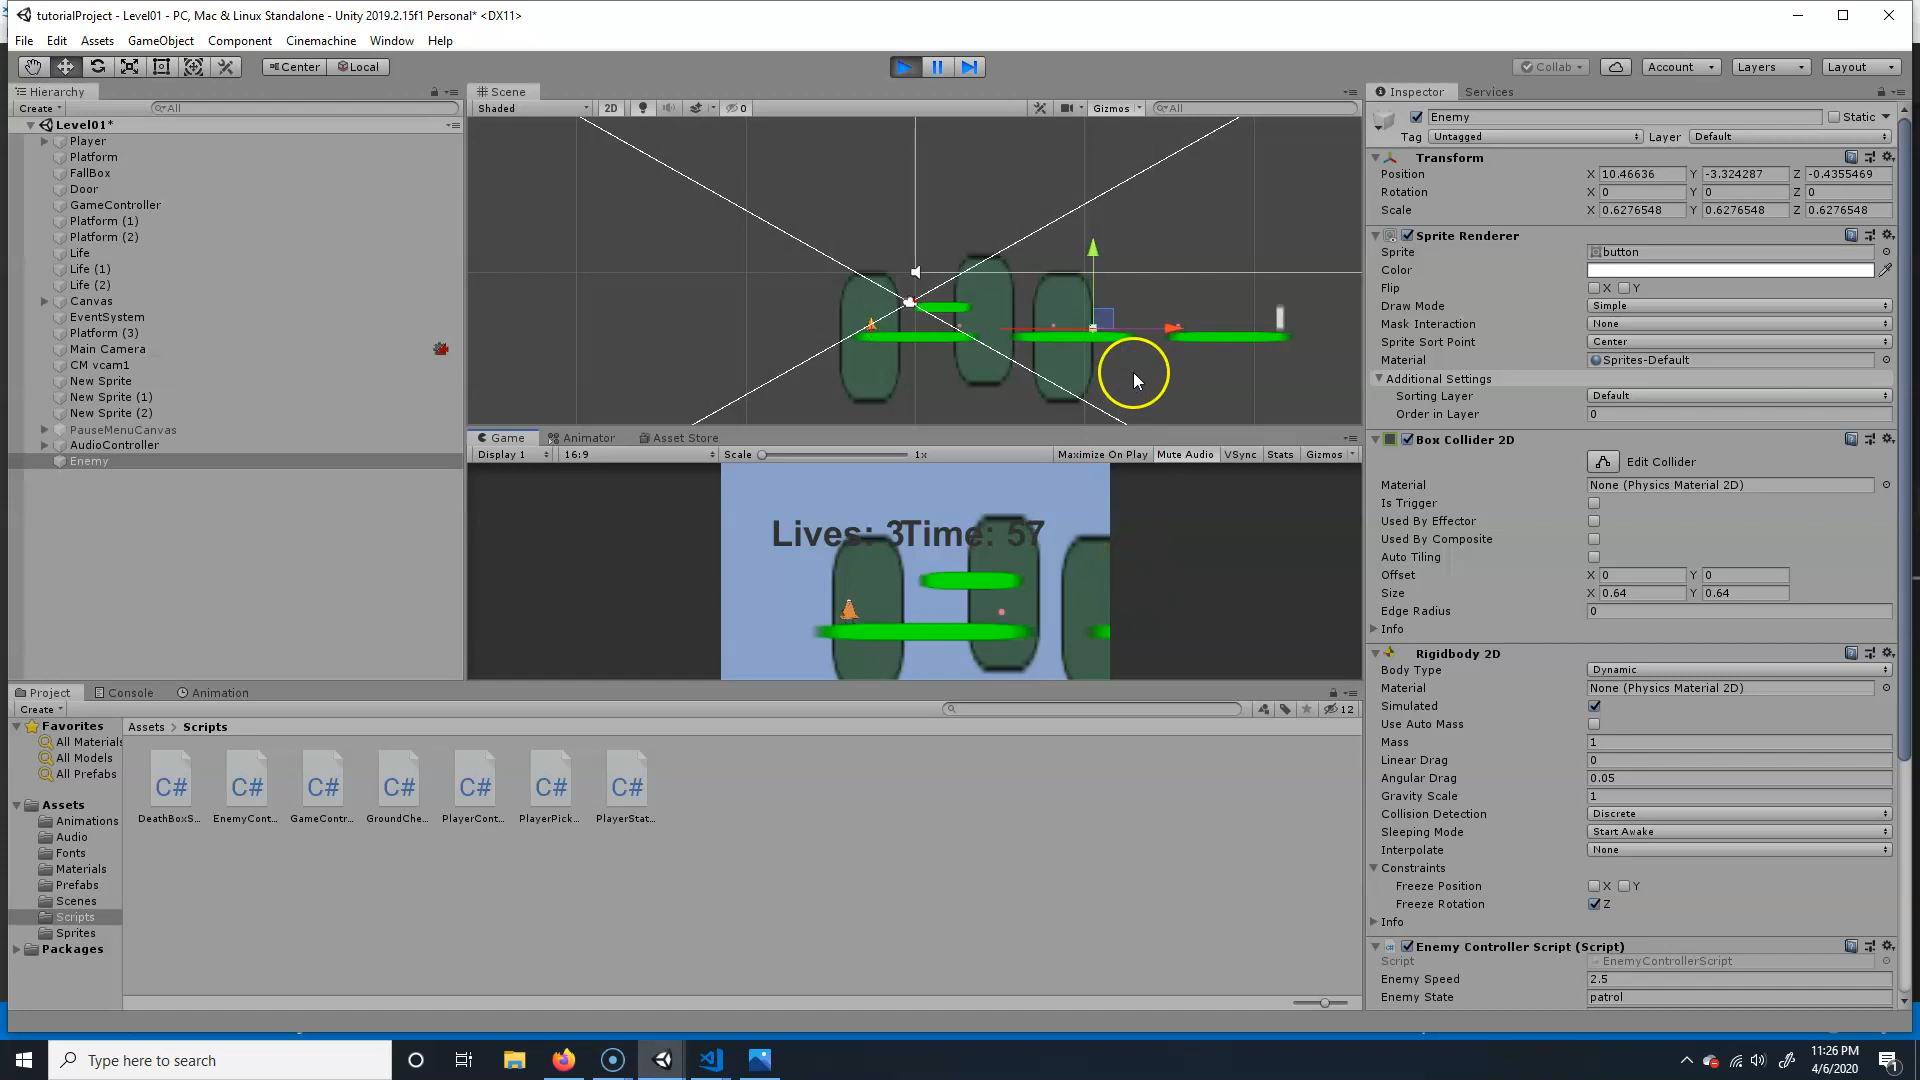 tutorialProject - Level01 - PC, Mac & Linux Standalone - Unity 2019.2.15f1 Personal* <DX11>
File Edit Assets GameObject Component Cinemachine Window Help
Center Local
Collab Account Layers Layout
Hierarchy
Create All
Level01*
Player
Platform
FallBox
Door
GameController
Platform (1)
Platform (2)
Life
Life (1)
Life (2)
Canvas
EventSystem
Platform (3)
Main Camera
CM vcam1
New Sprite
New Sprite (1)
New Sprite (2)
PauseMenuCanvas
AudioController
Enemy
Scene
Shaded 2D 0 Gizmos All
Game Animator Asset Store
Display 1 16:9 Scale 1x Maximize On Play Mute Audio VSync Stats Gizmos
Lives: 3 Time: 57
Inspector Services
Enemy Static
Tag Untagged Layer Default
Transform
Position X 10.46636 Y -3.324287 Z -0.4355469
Rotation X 0 Y 0 Z 0
Scale X 0.6276548 Y 0.6276548 Z 0.6276548
Sprite Renderer
Sprite button
Color
Flip X Y
Draw Mode Simple
Mask Interaction None
Sprite Sort Point Center
Material Sprites-Default
Additional Settings
Sorting Layer Default
Order in Layer 0
Box Collider 2D
Edit Collider
Material None (Physics Material 2D)
Is Trigger
Used By Effector
Used By Composite
Auto Tiling
Offset X 0 Y 0
Size X 0.64 Y 0.64
Edge Radius 0
Info
Rigidbody 2D
Body Type Dynamic
Material None (Physics Material 2D)
Simulated
Use Auto Mass
Mass 1
Linear Drag 0
Angular Drag 0.05
Gravity Scale 1
Collision Detection Discrete
Sleeping Mode Start Awake
Interpolate None
Constraints
Freeze Position X Y
Freeze Rotation Z
Info
Enemy Controller Script (Script)
Script EnemyControllerScript
Enemy Speed 2.5
Enemy State patrol
Project Console Animation
Create 12
Favorites
All Materials
All Models
All Prefabs
Assets
Animations
Audio
Fonts
Materials
Prefabs
Scenes
Scripts
Sprites
Packages
Assets > Scripts
C# C# C# C# C# C# C#
DeathBoxS... EnemyCont... GameContr... GroundChe... PlayerCont... PlayerPick... PlayerStat...
Type here to search
11:26 PM
4/6/2020
1